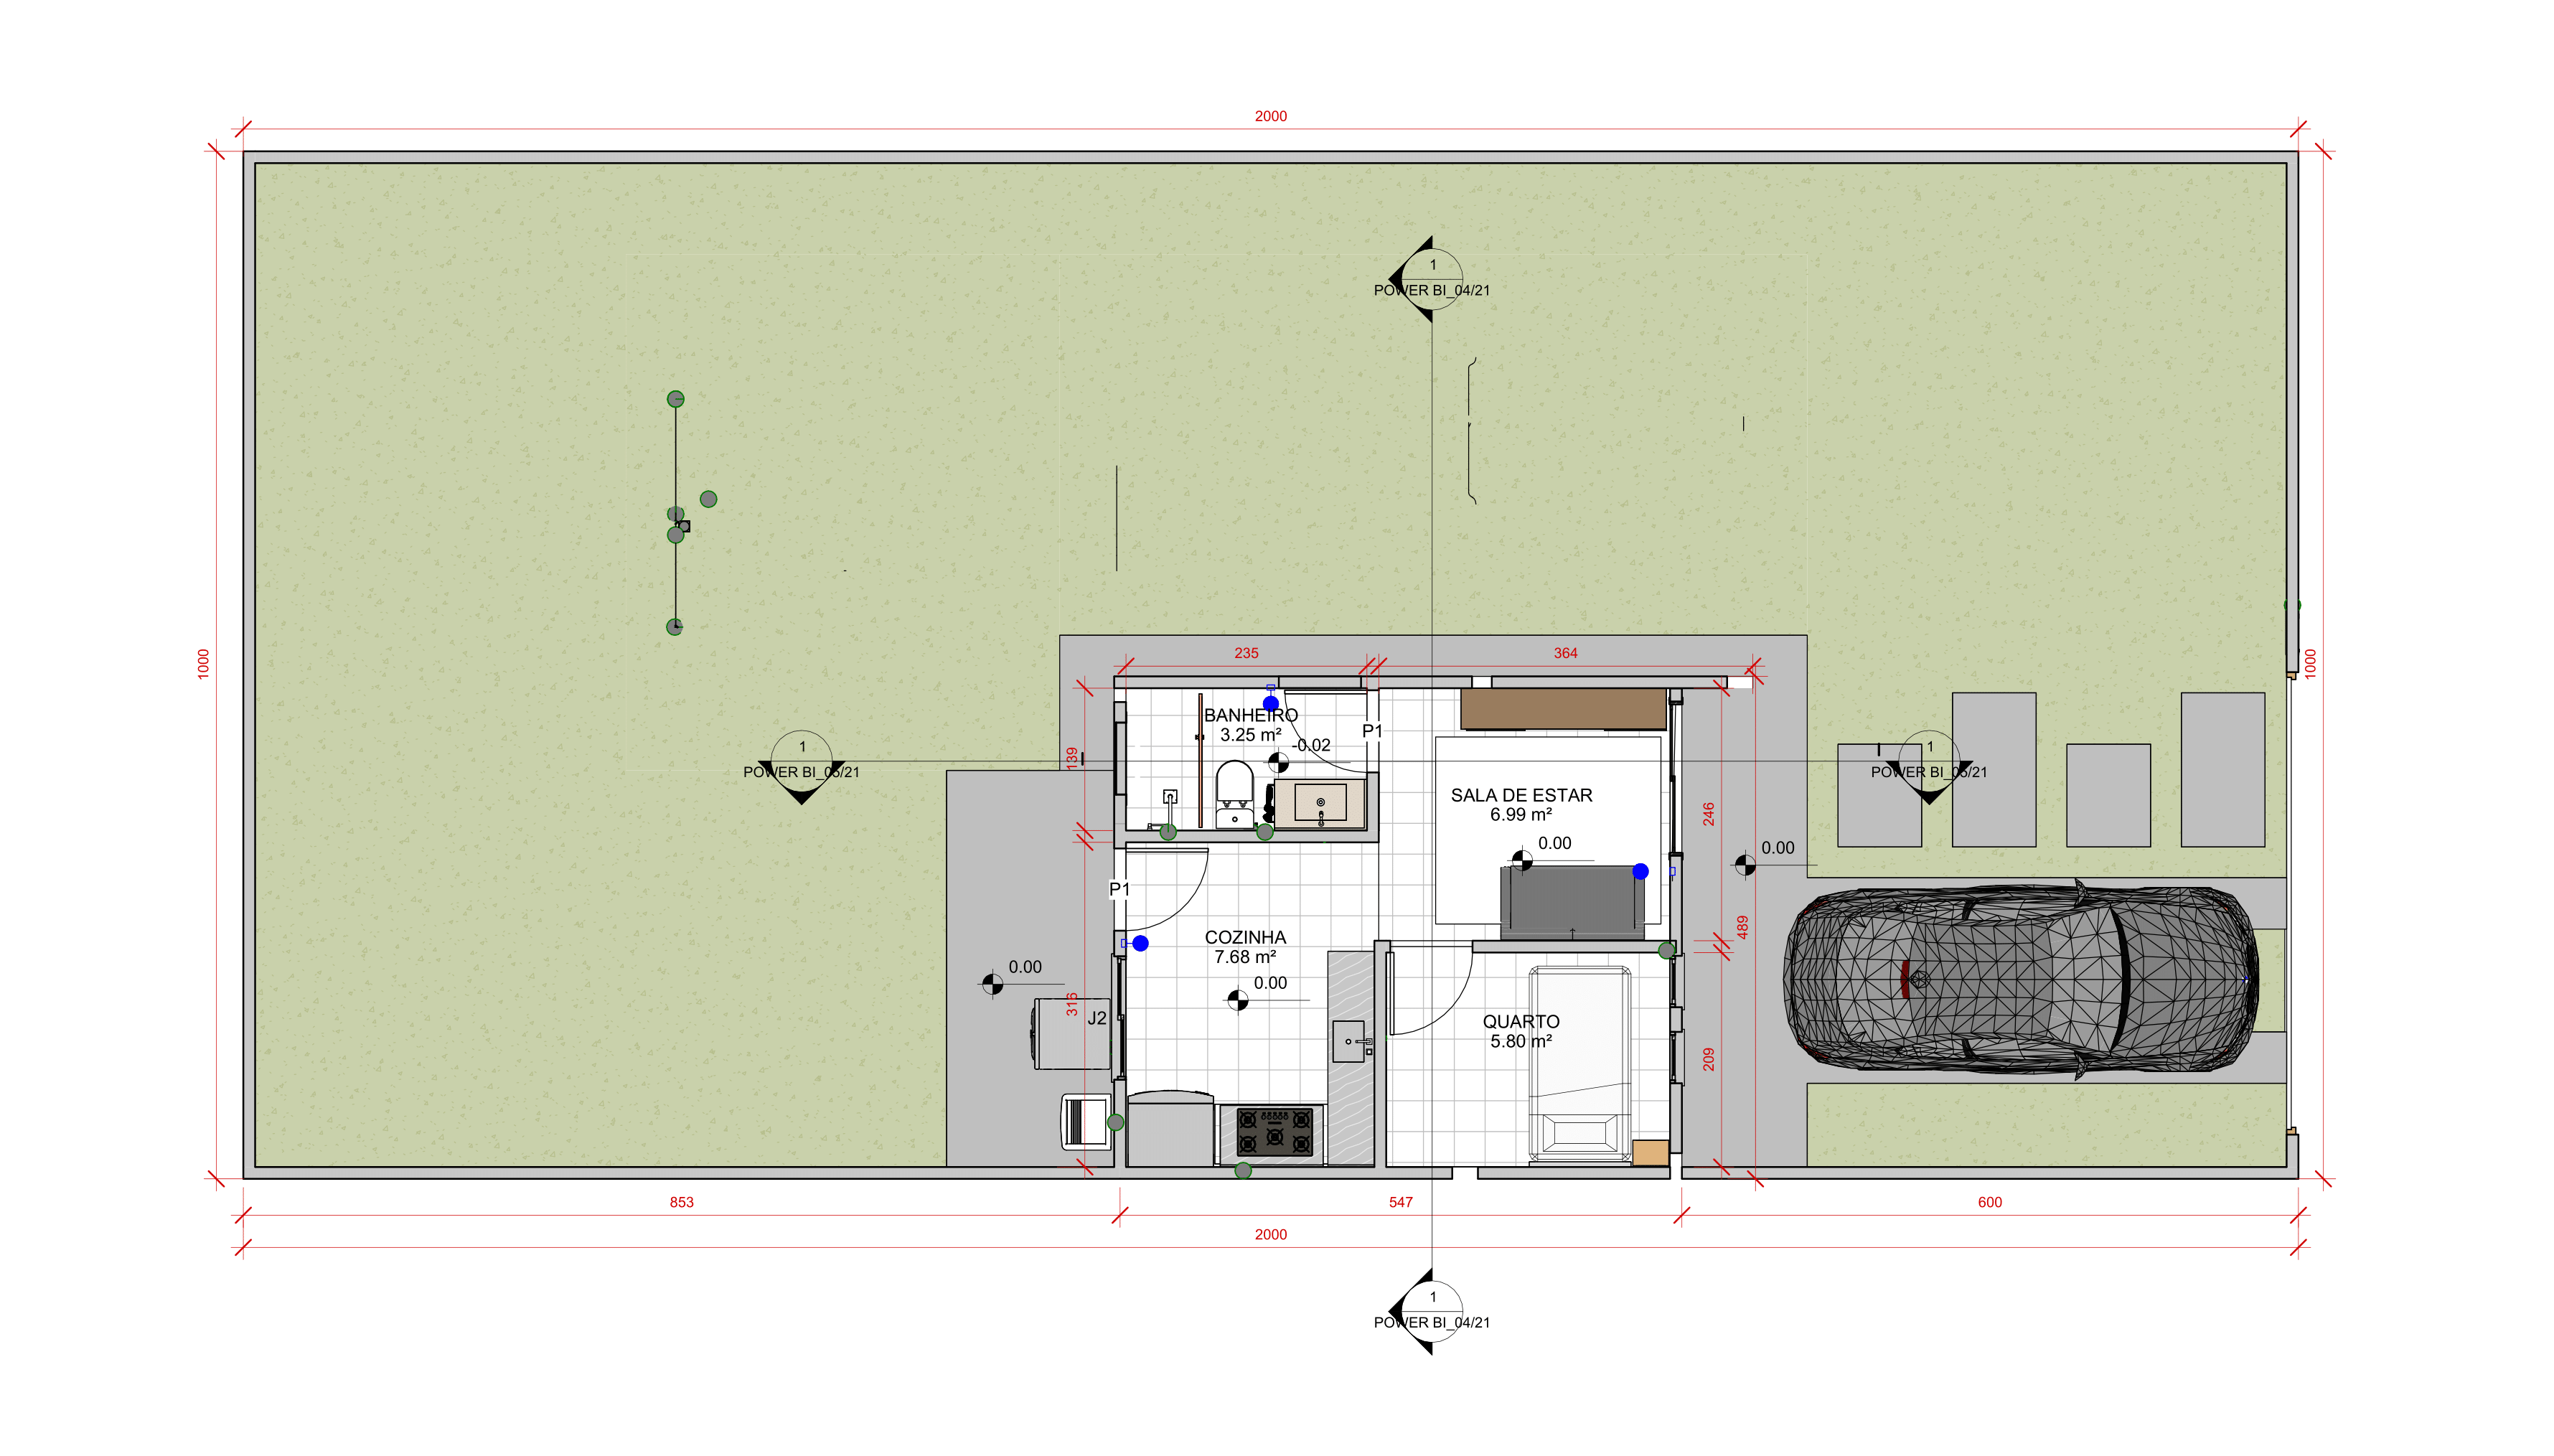 2000
1
POWER BI_04/21
1000
1000
235
364
BANHEIRO
3.25 m²
-0.02
P1
139
1
POWER BI_05/21
1
POWER BI_05/21
SALA DE ESTAR
6.99 m²
0.00
246
0.00
P1
COZINHA
7.68 m²
0.00
489
0.00
316
J2
QUARTO
5.80 m²
209
853
547
600
2000
1
POWER BI_04/21